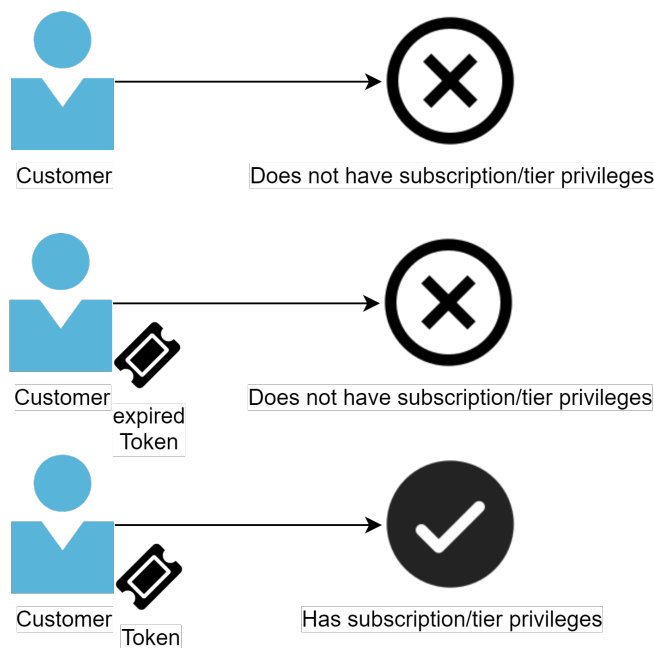 Customer
Does not have subscription/tier privileges
Customer
Does not have subscription/tier privileges
expired
Token
Customer
Has subscription/tier privileges
Token